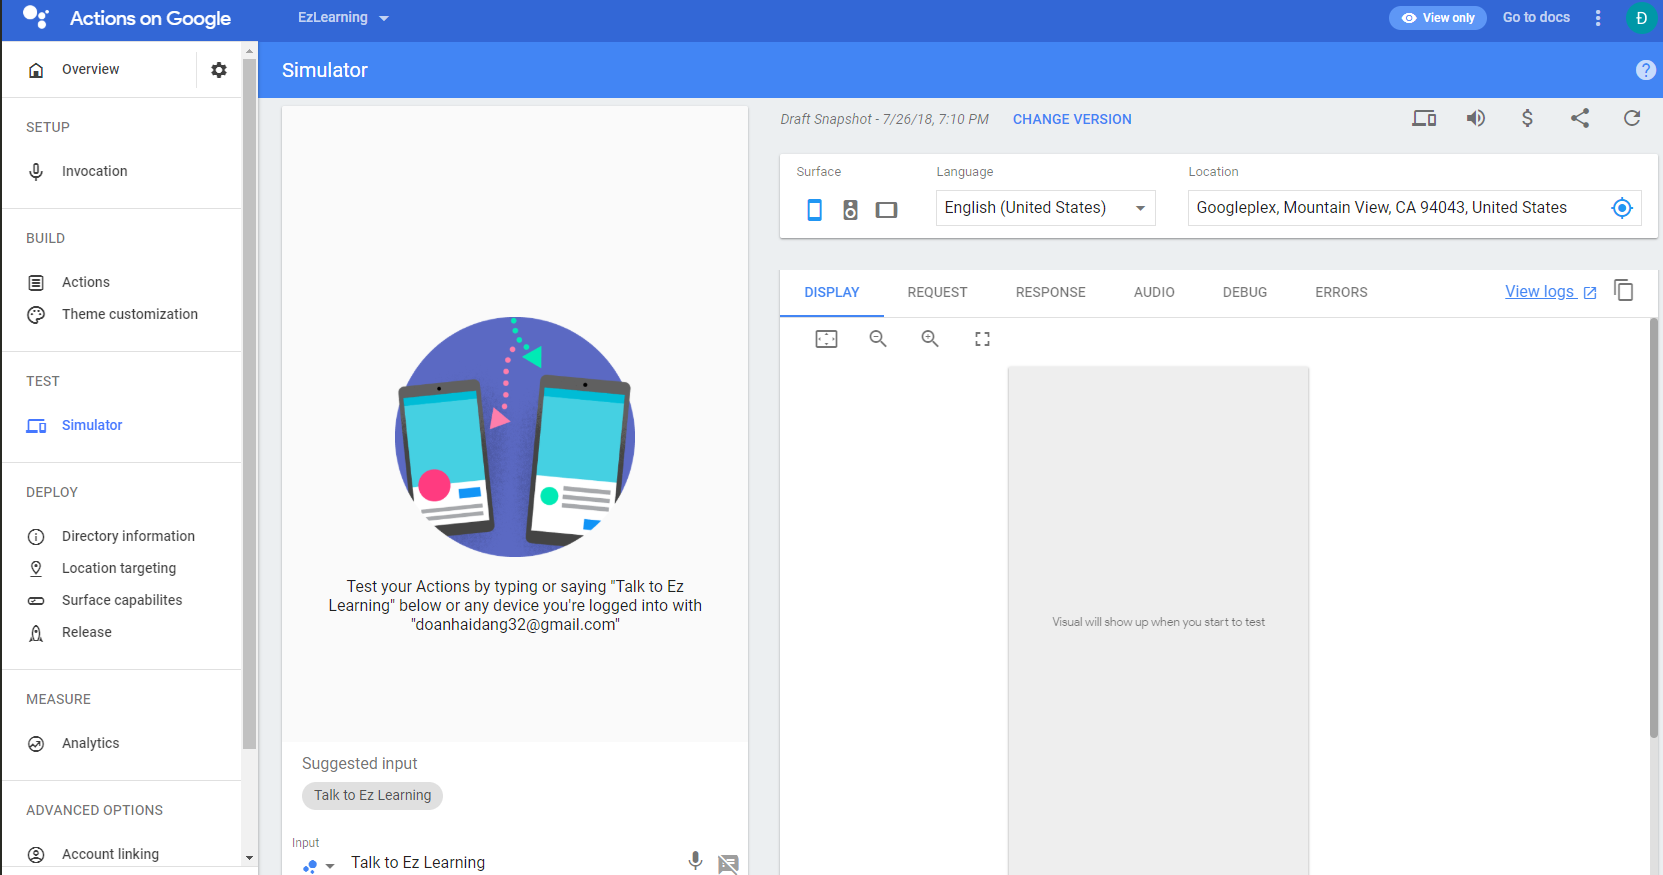 Actions on Google
EzLearning
View only
Go to docs
Đ
Overview
SETUP
Invocation
BUILD
Actions
Theme customization
TEST
Simulator
DEPLOY
Directory information
Location targeting
Surface capabilites
Release
MEASURE
Analytics
ADVANCED OPTIONS
Account linking
Simulator
?
Test your Actions by typing or saying "Talk to Ez
Learning" below or any device you're logged into with
"doanhaidang32@gmail.com"
Suggested input
Talk to Ez Learning
Input
Talk to Ez Learning
Draft Snapshot - 7/26/18, 7:10 PM
CHANGE VERSION
$
Surface
Language
English (United States)
Location
Googleplex, Mountain View, CA 94043, United States
DISPLAY
REQUEST
RESPONSE
AUDIO
DEBUG
ERRORS
View logs
Visual will show up when you start to test